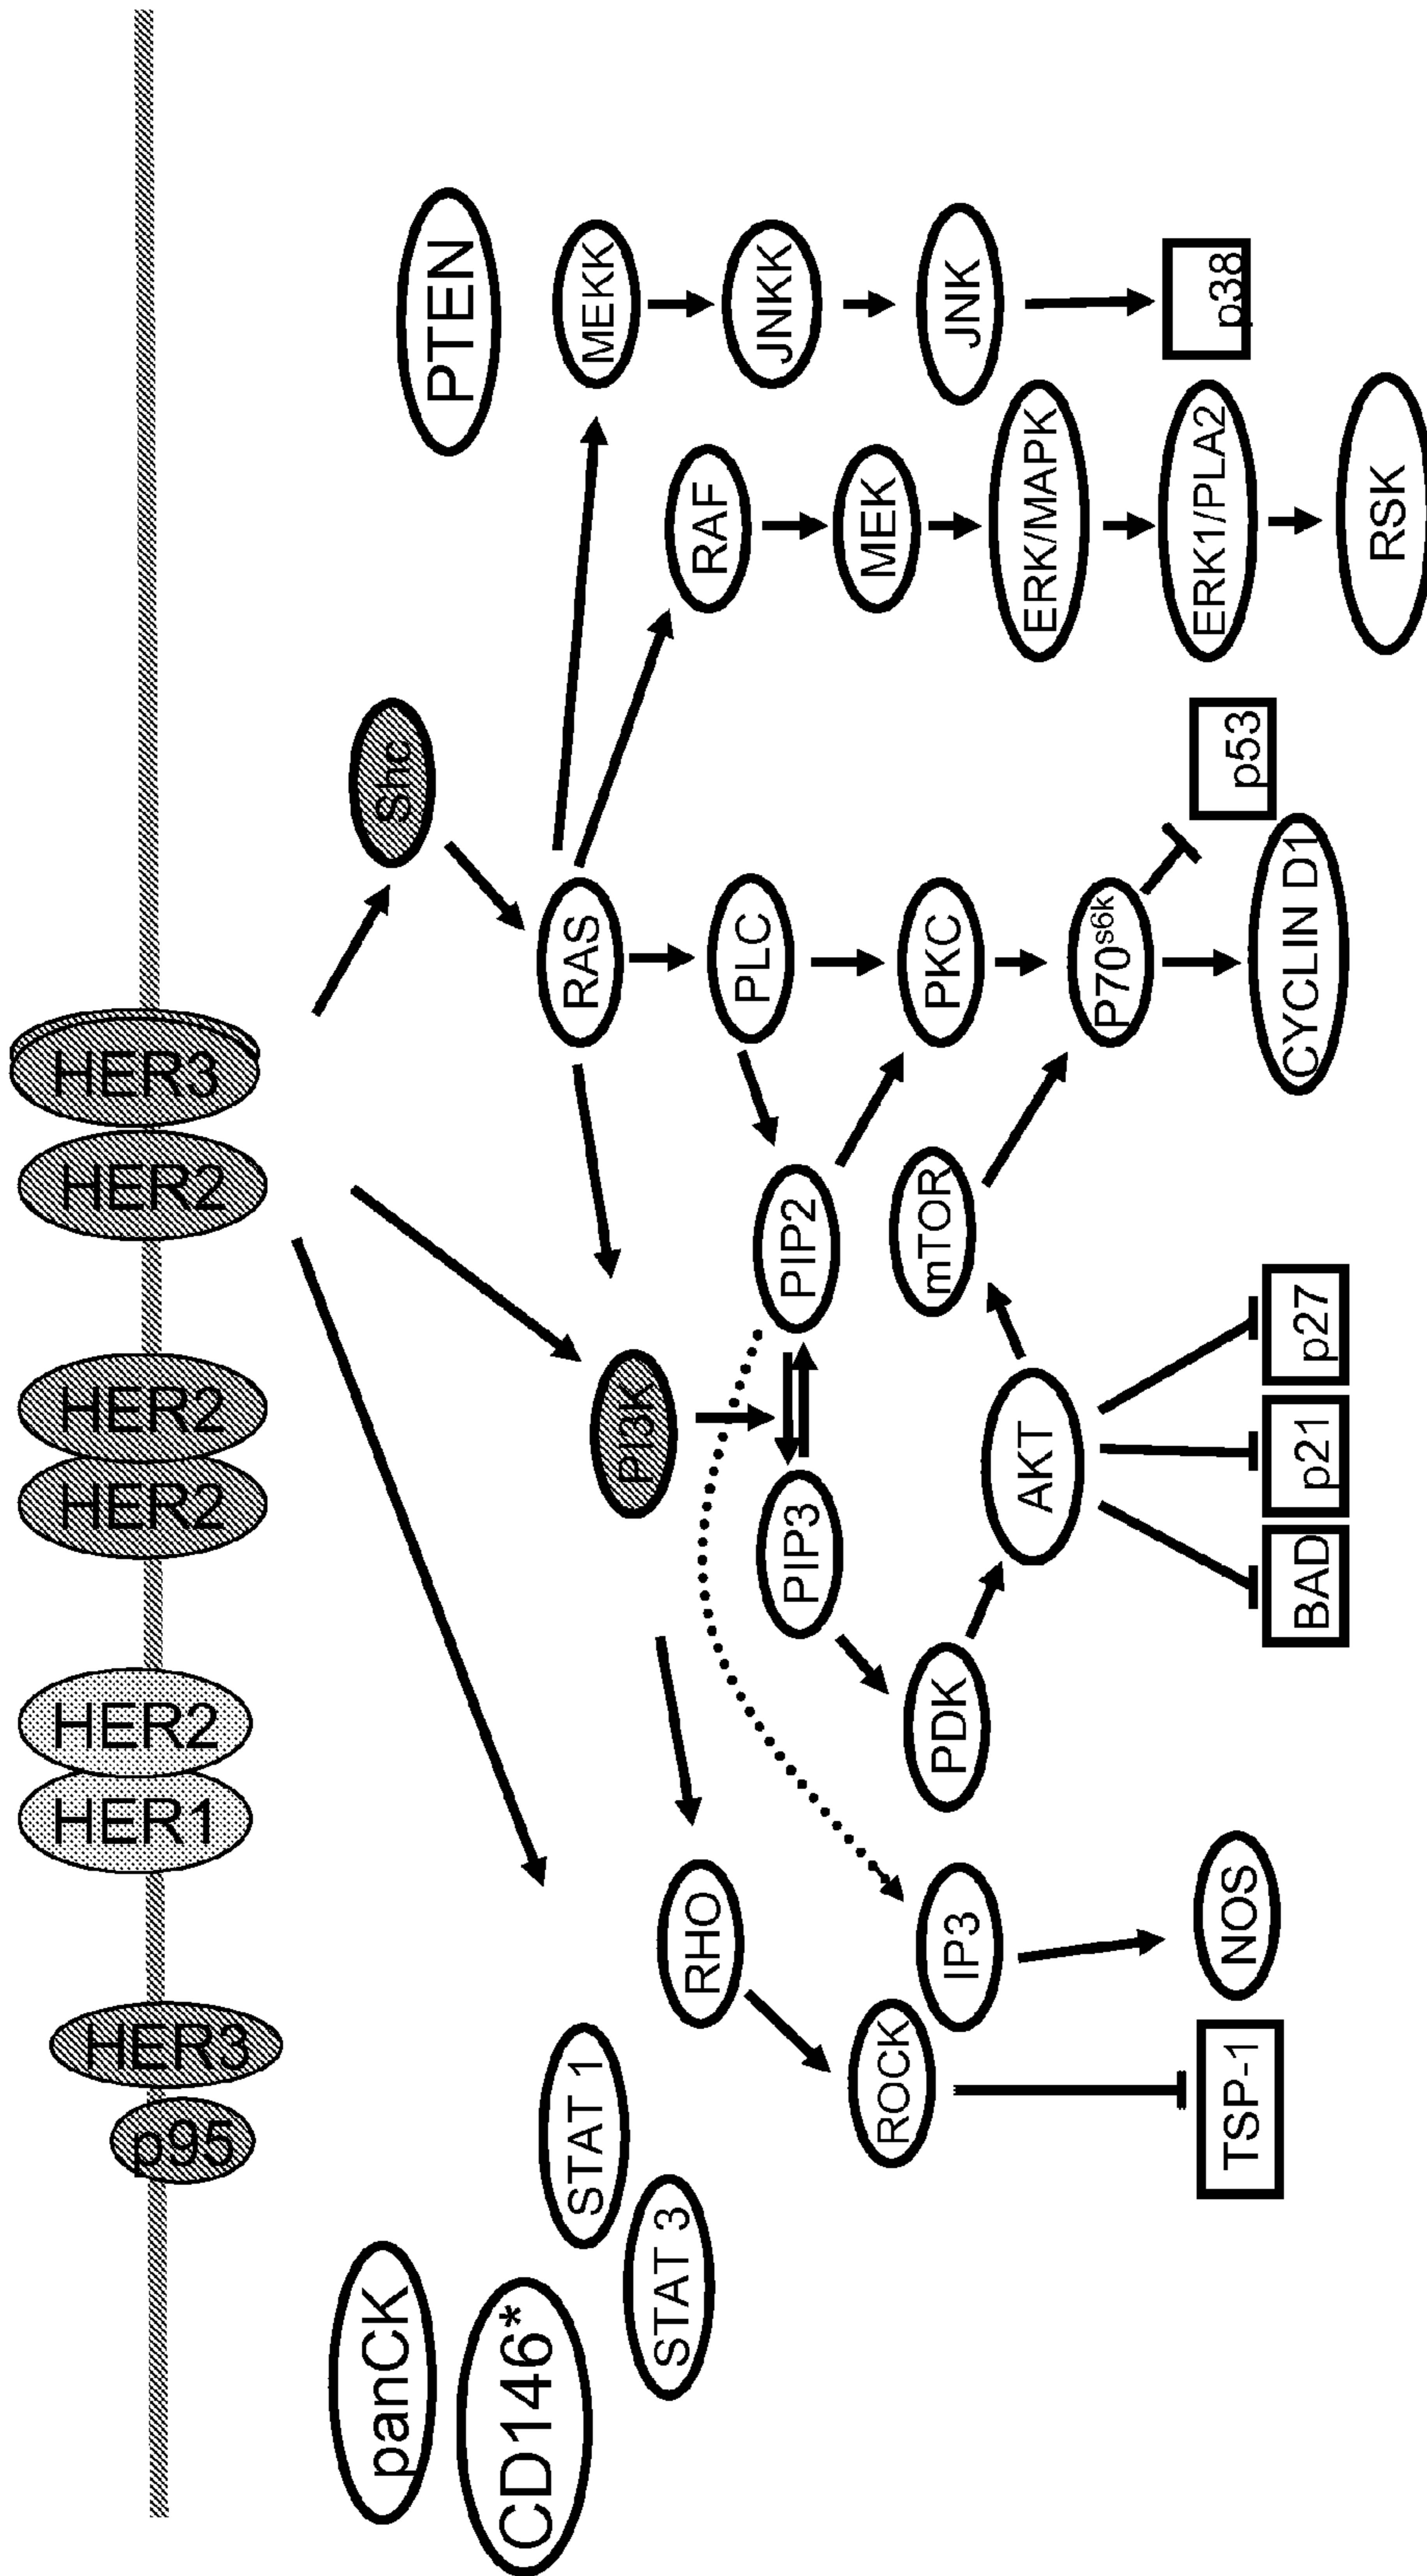 p95
HER3
HER1
HER2
HER2
HER2
HER2
HER3
panCK
CD146*
STAT 1
STAT 3
Shc
PTEN
RAS
PI3K
MEKK
RHO
PLC
RAF
JNKK
PIP3
PIP2
ROCK
IP3
PDK
mTOR
PKC
MEK
JNK
AKT
P70s6k
ERK/MAPK
TSP-1
NOS
BAD
p21
p27
CYCLIN D1
p53
ERK1/PLA2
p38
RSK